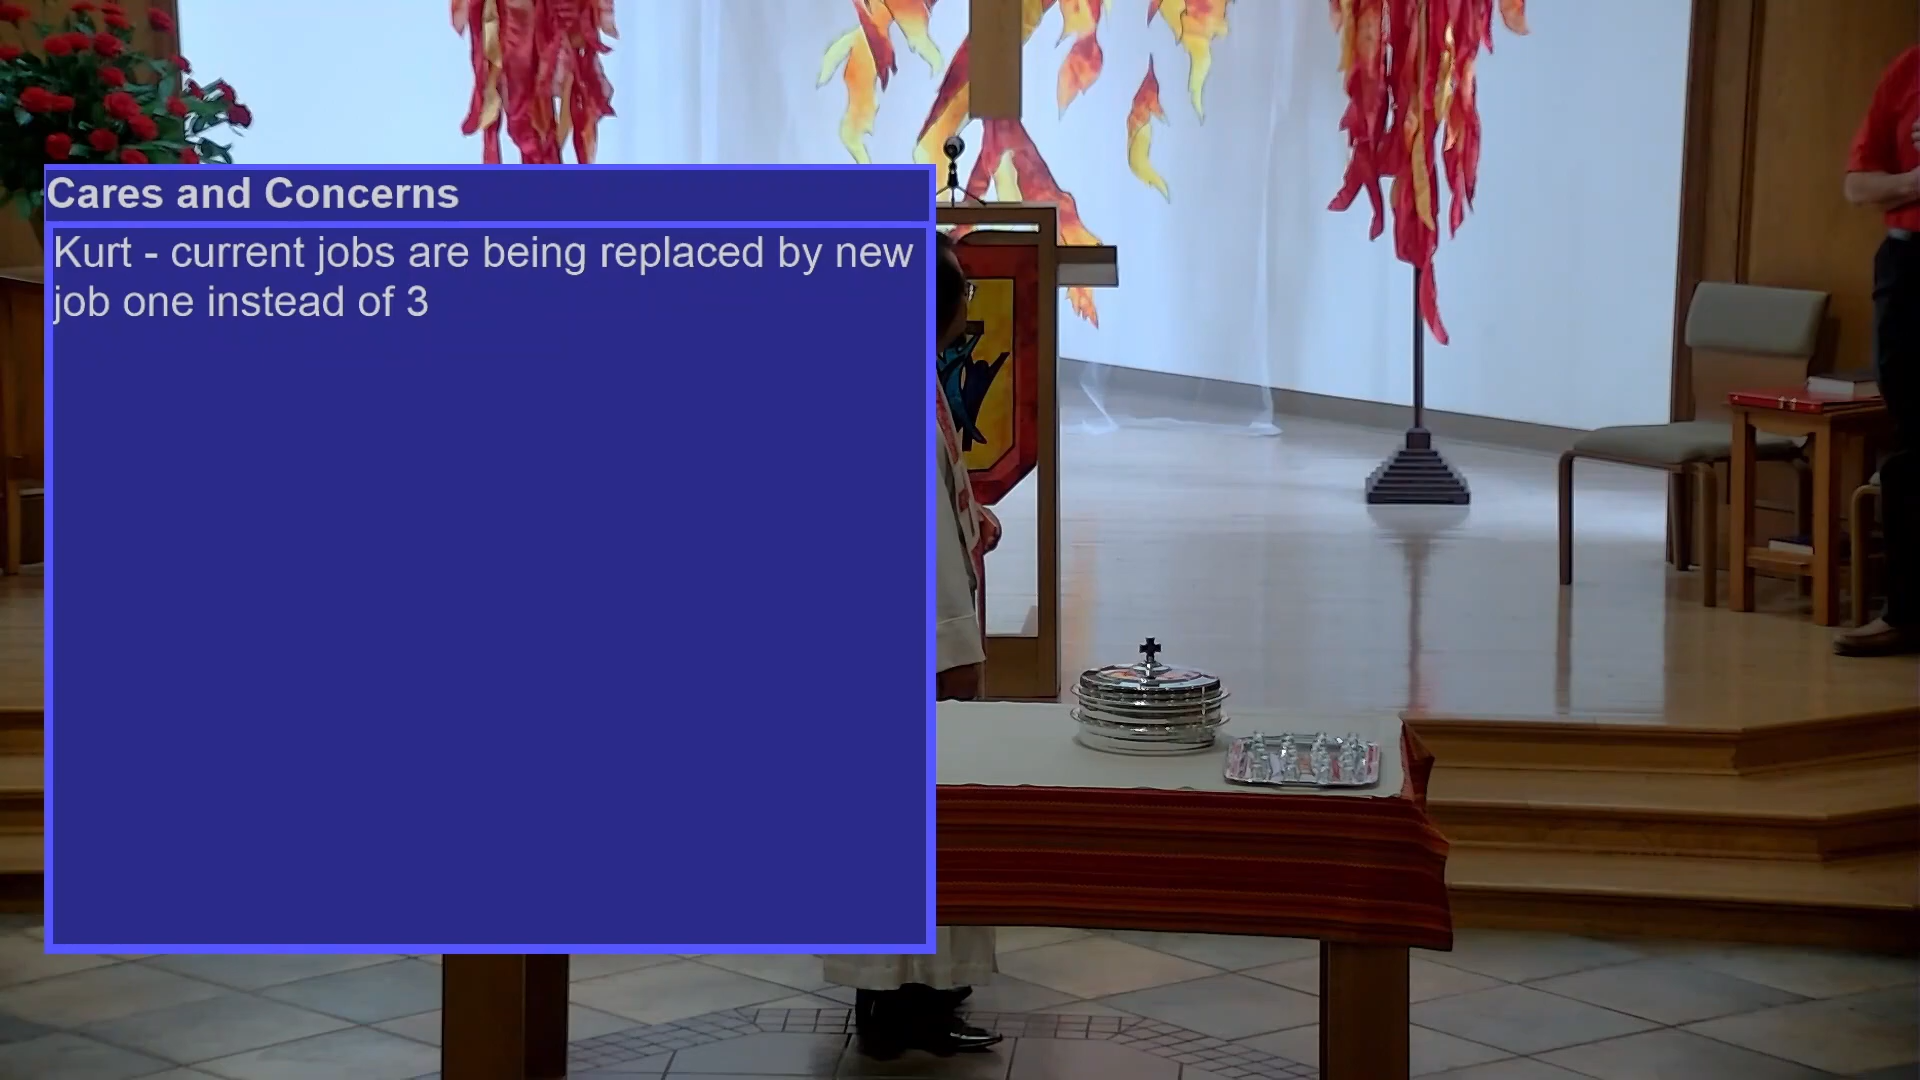 Cares and Concerns
Kurt - current jobs are being replaced by new
job one instead of 3